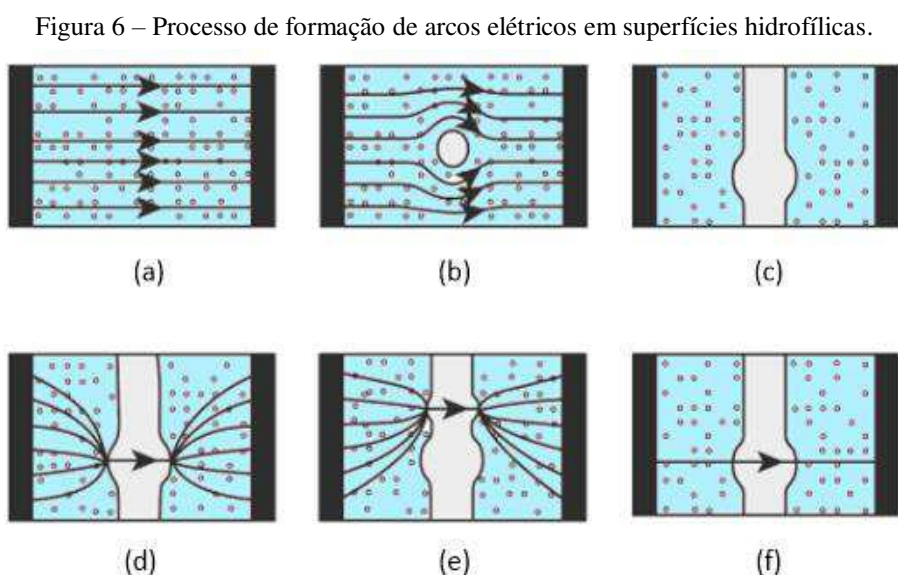 Figura 6 – Processo de formação de arcos elétricos em superfícies hidrofílicas.
(a) (b) (c)
(d) (e) (f)